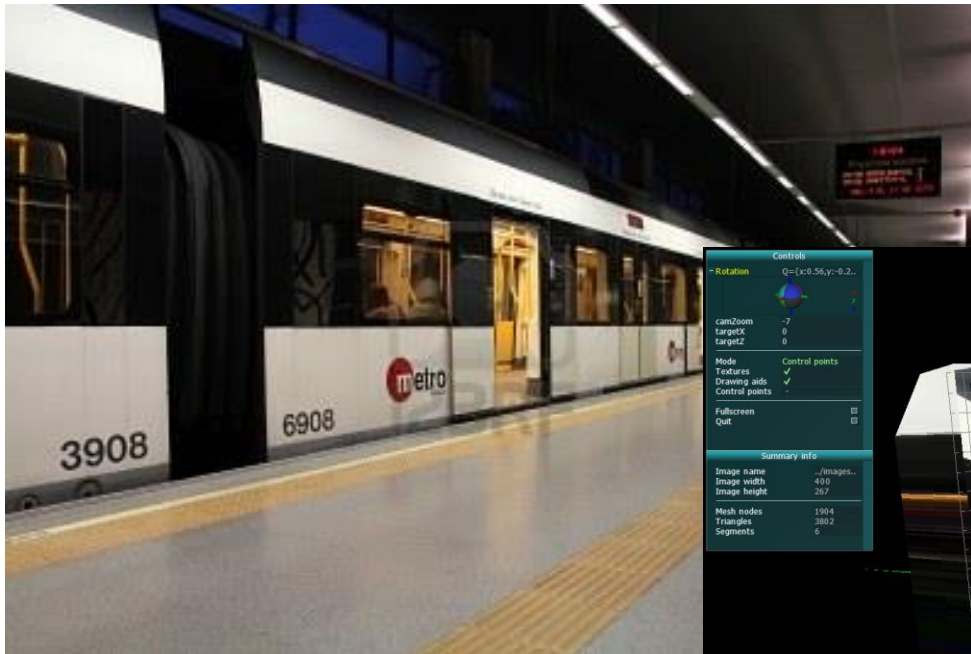 metro
3908
6908
Controls
- Rotation Q={x:0.56,y:-0.2..
camZoom -7
targetX 0
targetZ 0
Mode Control points
Textures ✓
Drawing aids ✓
Control points -
Fullscreen
Quit
Summary info
Image name ../images..
Image width 400
Image height 267
Mesh nodes 1904
Triangles 3802
Segments 6